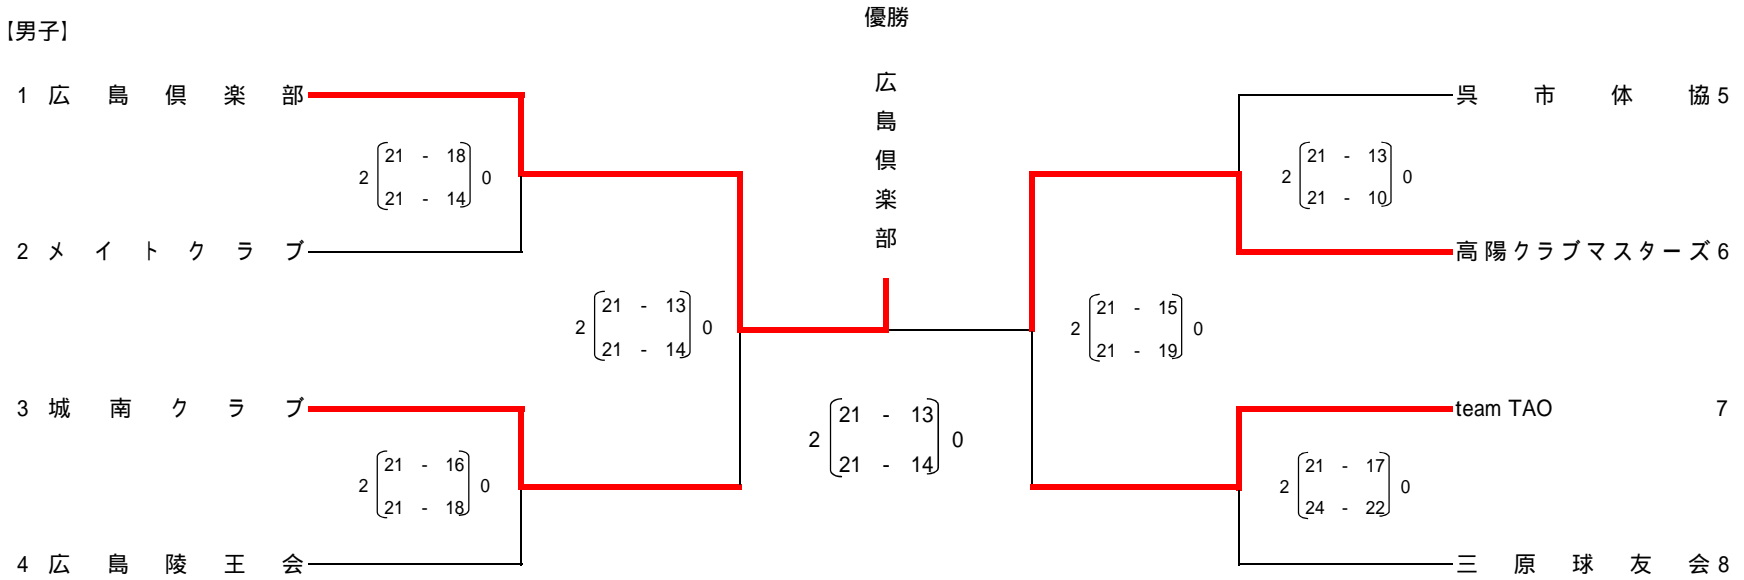 優勝
【男子】
広島倶楽部
1 広島倶楽部
呉市体協 5
21 - 18
2 0
21 - 14
21 - 13
2 0
21 - 10
2 メイトクラブ
高陽クラブマスターズ 6
21 - 13
2 0
21 - 14
21 - 15
2 0
21 - 19
3 城南クラブ
team TAO 7
21 - 13
2 0
21 - 14
21 - 16
2 0
21 - 18
21 - 17
2 0
24 - 22
4 広島陵王会
三原球友会 8